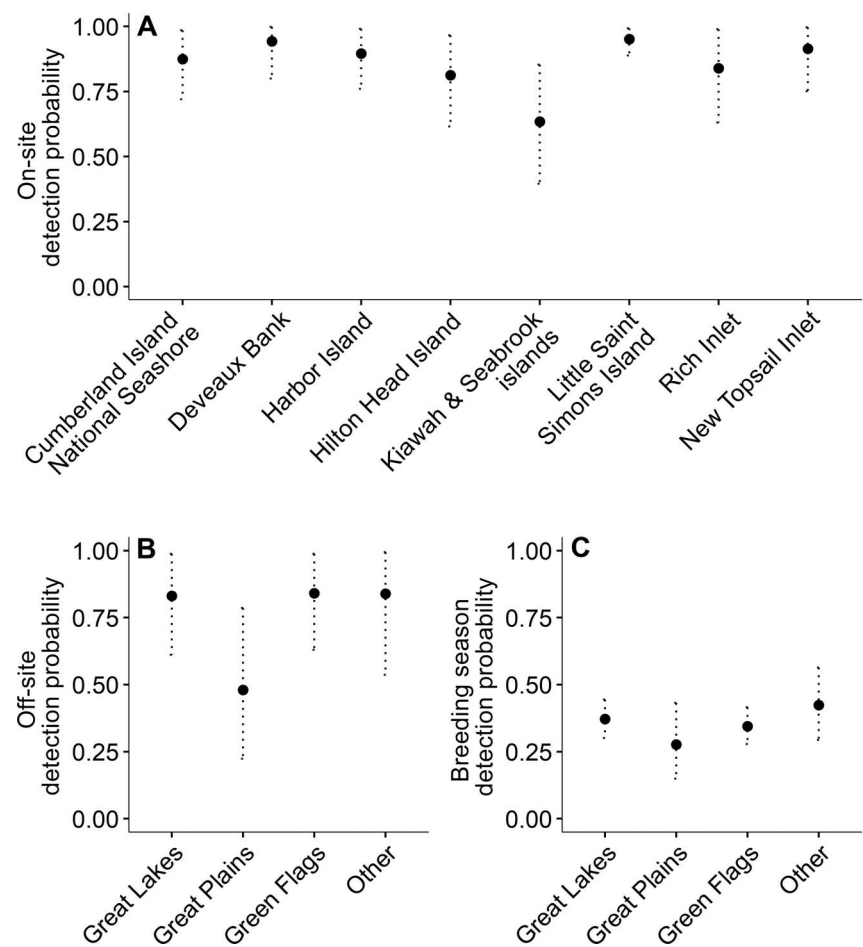 A
On-site
detection probability
1.00
0.75
0.50
0.25
0.00
Cumberland Island
National Seashore
Deveaux Bank
Harbor Island
Hilton Head Island
Kiawah & Seabrook
islands
Little Saint
Simons Island
Rich Inlet
New Topsail Inlet
B
Off-site
detection probability
1.00
0.75
0.50
0.25
0.00
Great Lakes
Great Plains
Green Flags
Other
C
Breeding season
detection probability
1.00
0.75
0.50
0.25
0.00
Great Lakes
Great Plains
Green Flags
Other